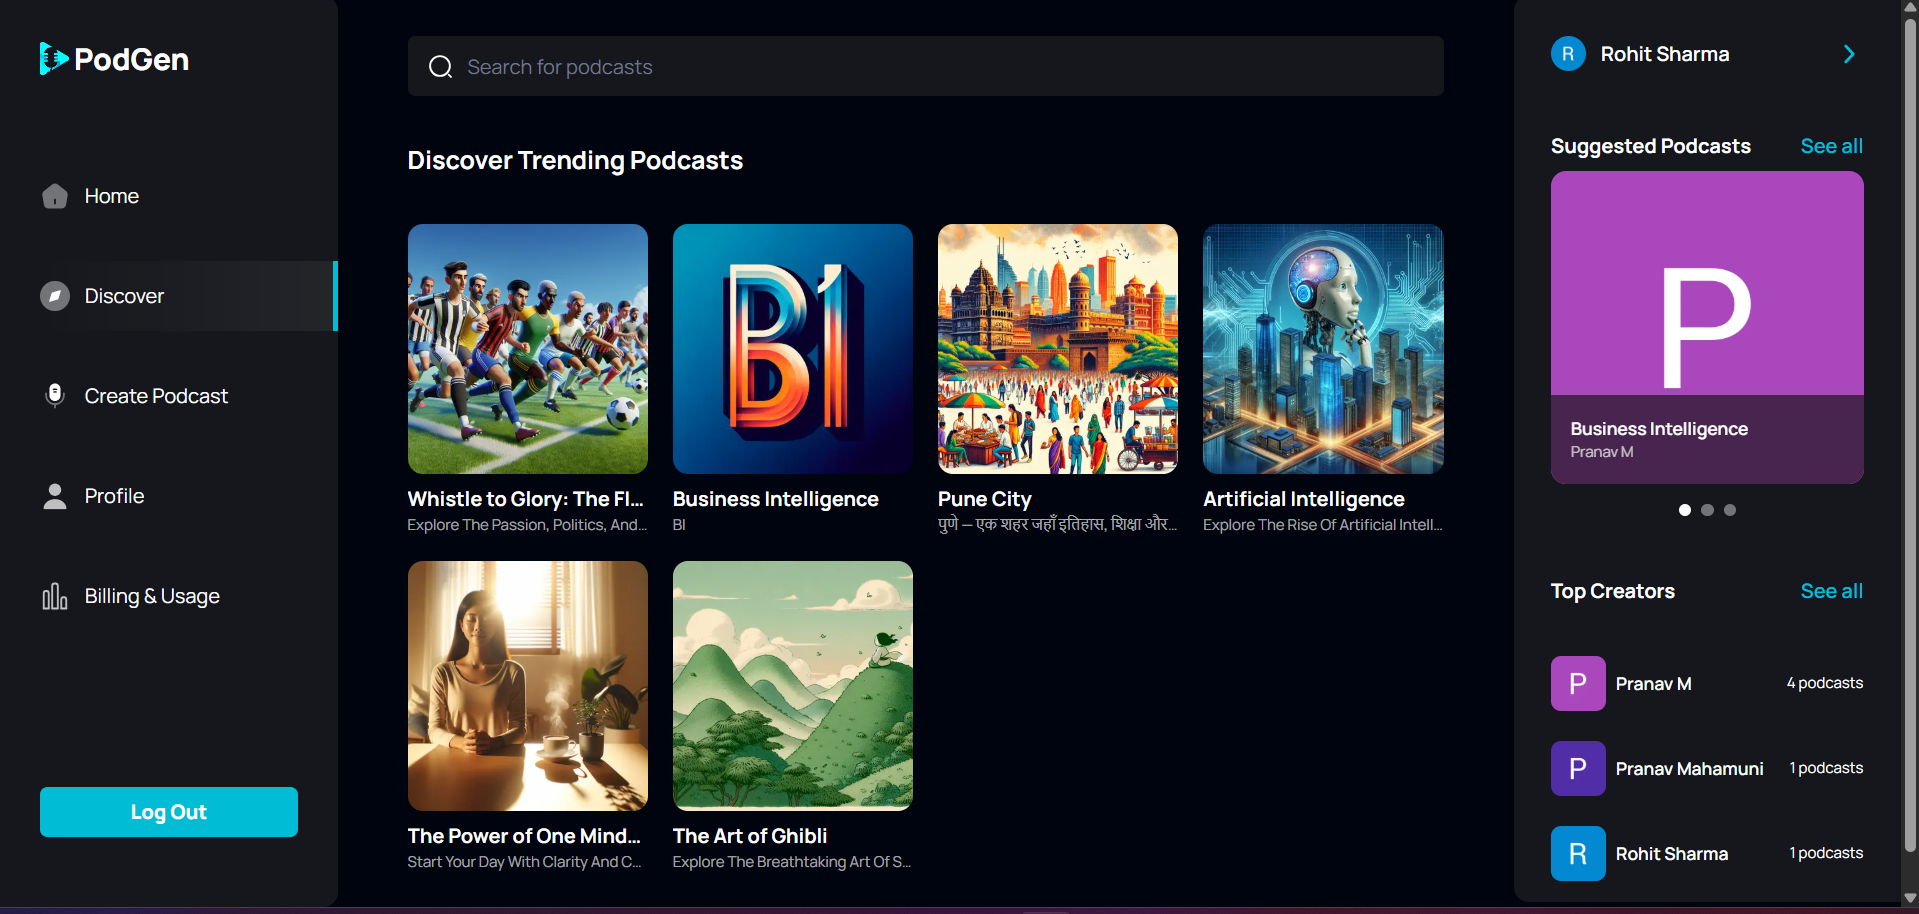 PodGen
Home
Discover
Create Podcast
Profile
Billing & Usage
Log Out
Search for podcasts
Discover Trending Podcasts
B1
Whistle to Glory: The Fl...
Explore The Passion, Politics, And...
Business Intelligence
BI
Pune City
पुणे – एक शहर जहाँ इतिहास, शिक्षा और...
Artificial Intelligence
Explore The Rise Of Artificial Intell...
The Power of One Mind...
Start Your Day With Clarity And C...
The Art of Ghibli
Explore The Breathtaking Art Of S...
R
Rohit Sharma
Suggested Podcasts
See all
P
Business Intelligence
Pranav M
Top Creators
See all
P
Pranav M
4 podcasts
P
Pranav Mahamuni
1 podcasts
R
Rohit Sharma
1 podcasts